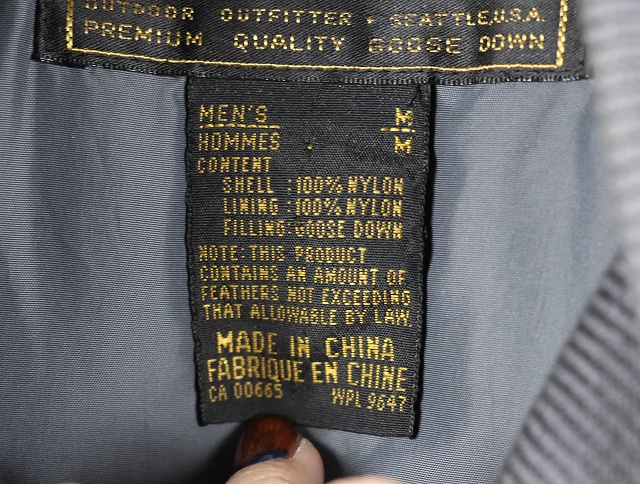 OUTDOOR OUTFITTER • SEATTLE, U.S.A.
PREMIUM QUALITY GOOSE DOWN
MEN'S M
HOMMES M
CONTENT
SHELL : 100% NYLON
LINING : 100% NYLON
FILLING: GOOSE DOWN
NOTE: THIS PRODUCT
CONTAINS AN AMOUNT OF
FEATHERS NOT EXCEEDING
THAT ALLOWABLE BY LAW.
MADE IN CHINA
FABRIQUE EN CHINE
CA 00665 WPL 9647